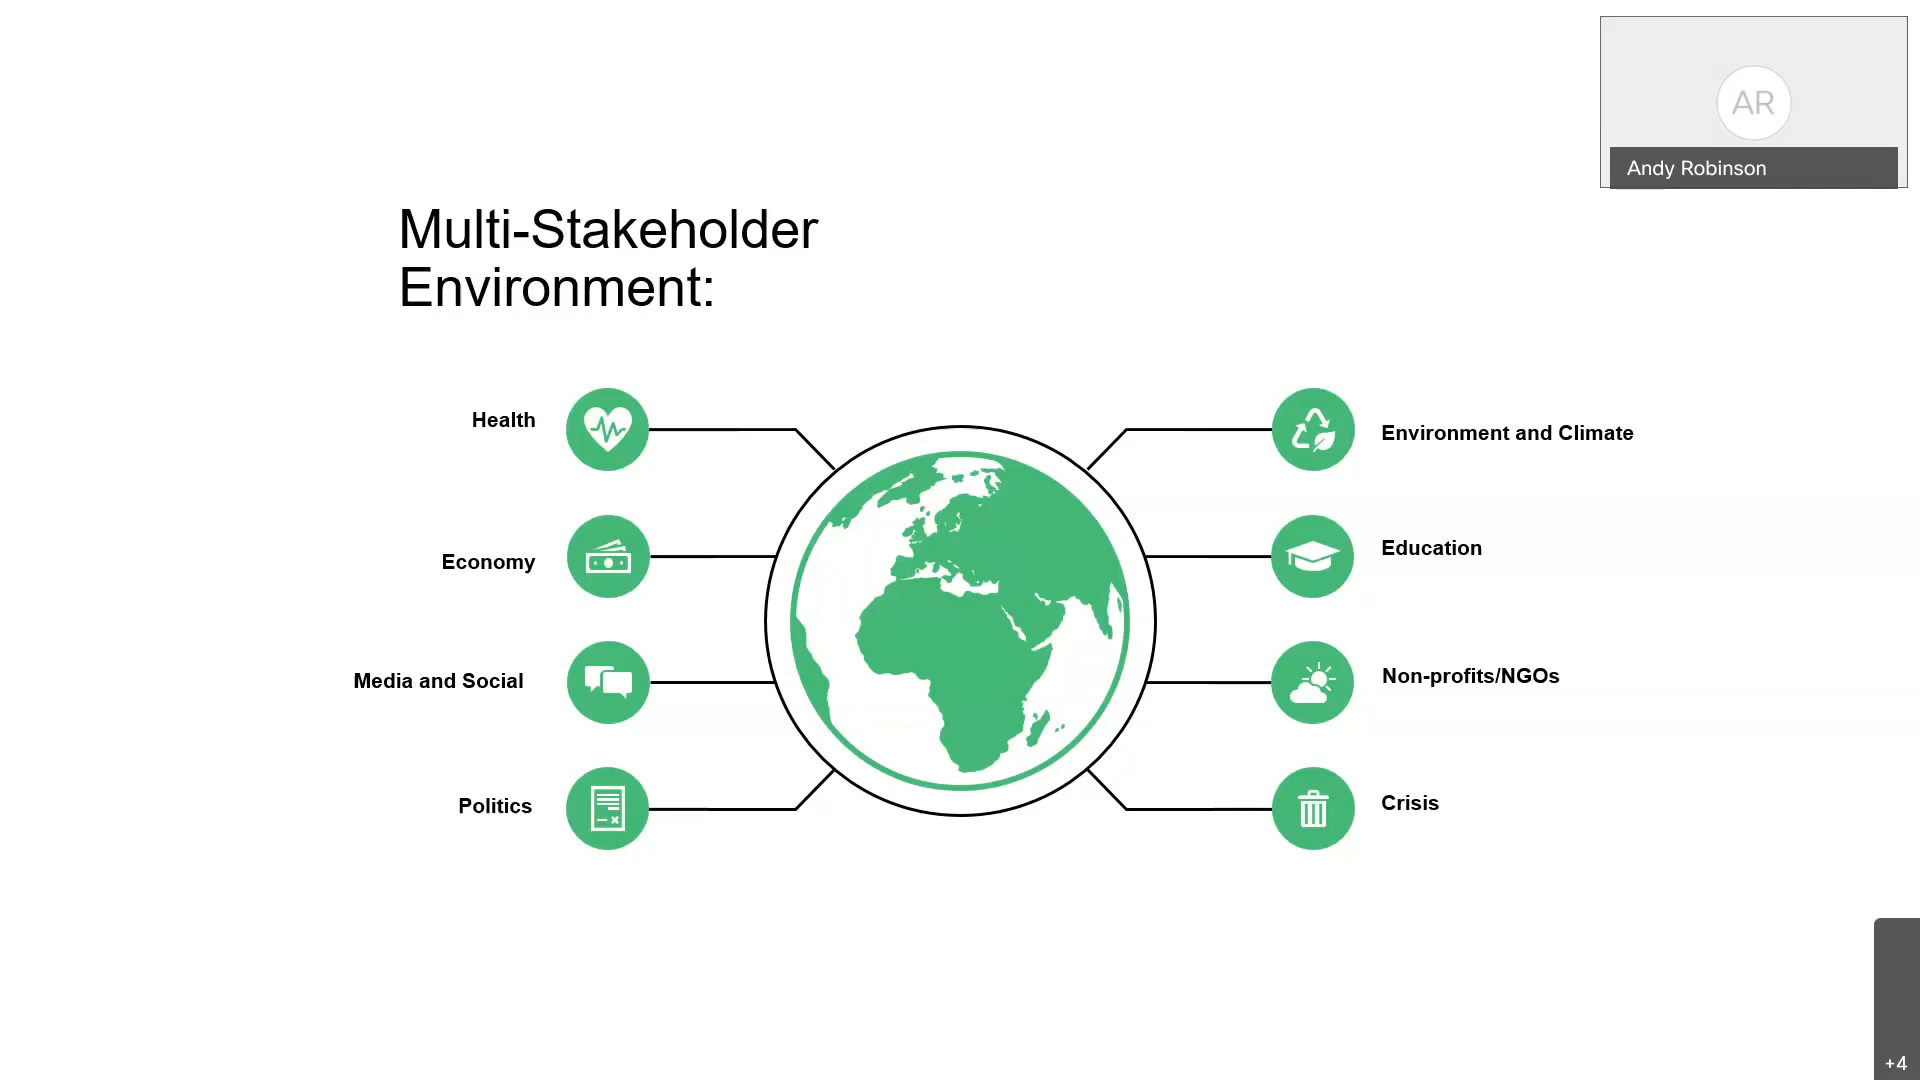 AR
Andy Robinson
Multi-Stakeholder
Environment:
Health
Environment and Climate
Economy
Education
Media and Social
Non-profits/NGOs
Politics
Crisis
+4